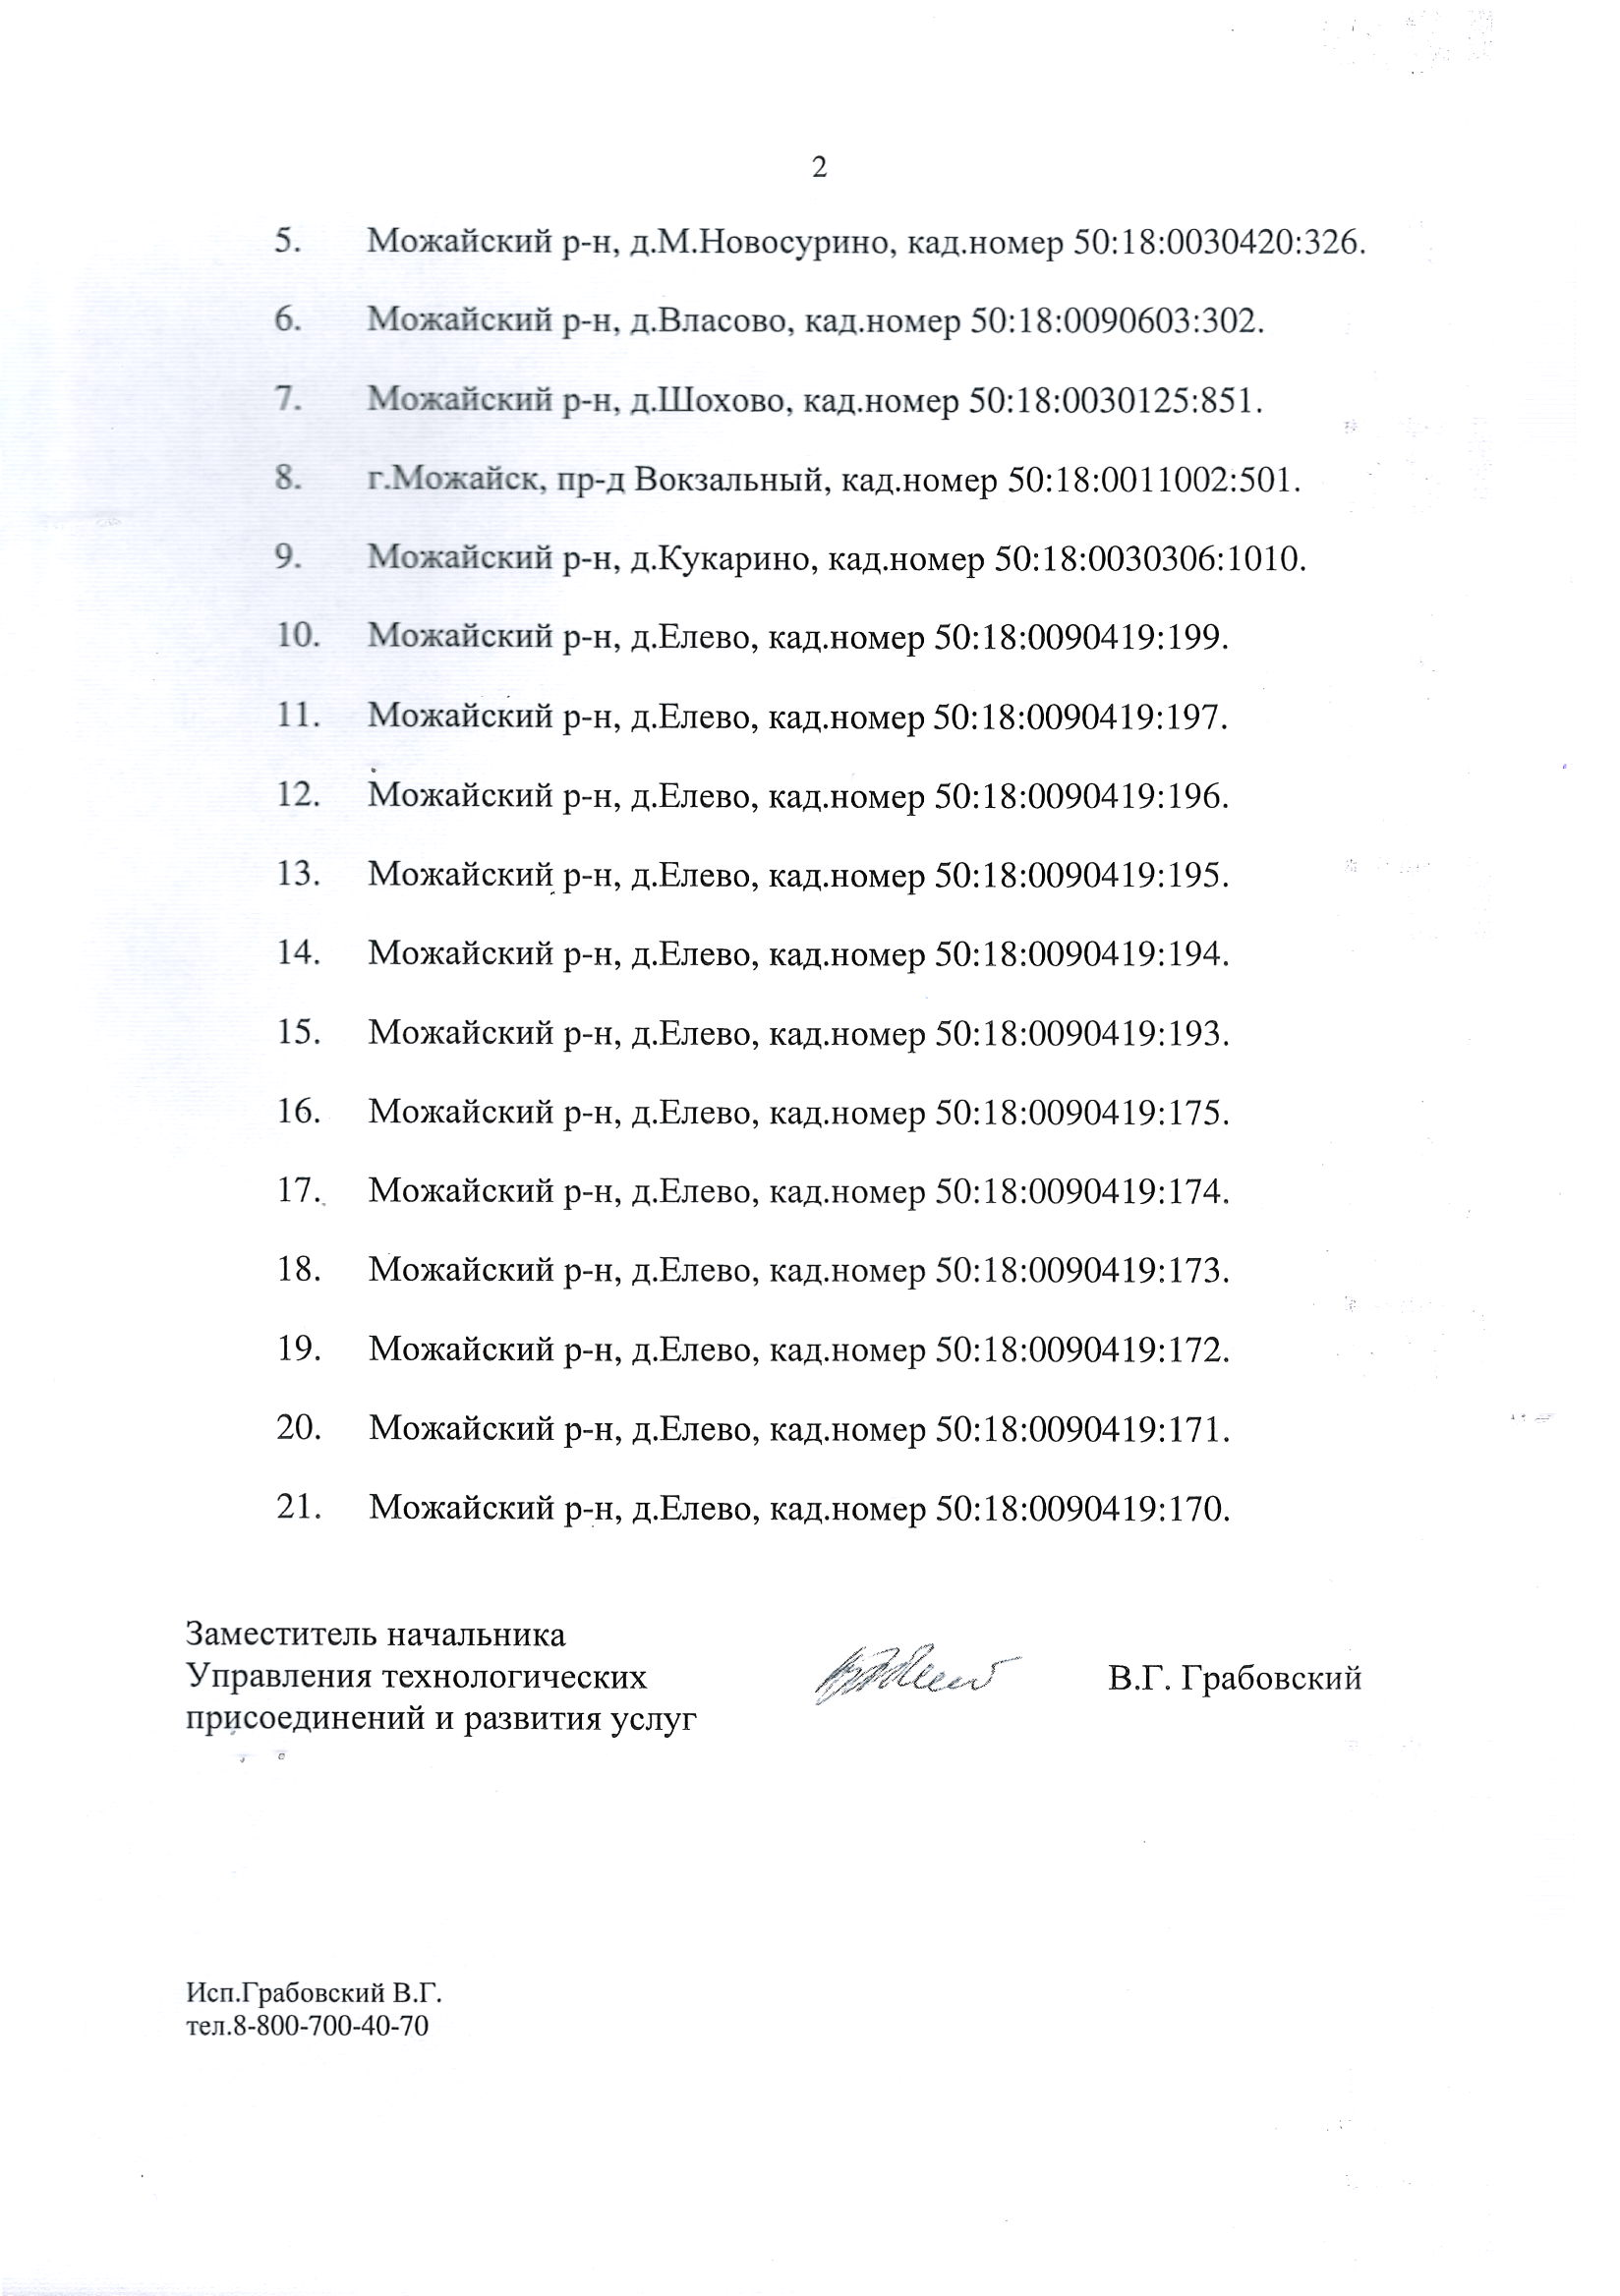 2
5. Можайский р-н, д.М.Новосурино, кад.номер 50:18:0030420:326.
6. Можайский р-н, д.Власово, кад.номер 50:18:0090603:302.
7. Можайский р-н, д.Шохово, кад.номер 50:18:0030125:851.
8. г.Можайск, пр-д Вокзальный, кад.номер 50:18:0011002:501.
9. Можайский р-н, д.Кукарино, кад.номер 50:18:0030306:1010.
10. Можайский р-н, д.Елево, кад.номер 50:18:0090419:199.
11. Можайский р-н, д.Елево, кад.номер 50:18:0090419:197.
12. Можайский р-н, д.Елево, кад.номер 50:18:0090419:196.
13. Можайский р-н, д.Елево, кад.номер 50:18:0090419:195.
14. Можайский р-н, д.Елево, кад.номер 50:18:0090419:194.
15. Можайский р-н, д.Елево, кад.номер 50:18:0090419:193.
16. Можайский р-н, д.Елево, кад.номер 50:18:0090419:175.
17. Можайский р-н, д.Елево, кад.номер 50:18:0090419:174.
18. Можайский р-н, д.Елево, кад.номер 50:18:0090419:173.
19. Можайский р-н, д.Елево, кад.номер 50:18:0090419:172.
20. Можайский р-н, д.Елево, кад.номер 50:18:0090419:171.
21. Можайский р-н, д.Елево, кад.номер 50:18:0090419:170.
Заместитель начальника
Управления технологических
присоединений и развития услуг
В.Г. Грабовский
Исп.Грабовский В.Г.
тел.8-800-700-40-70